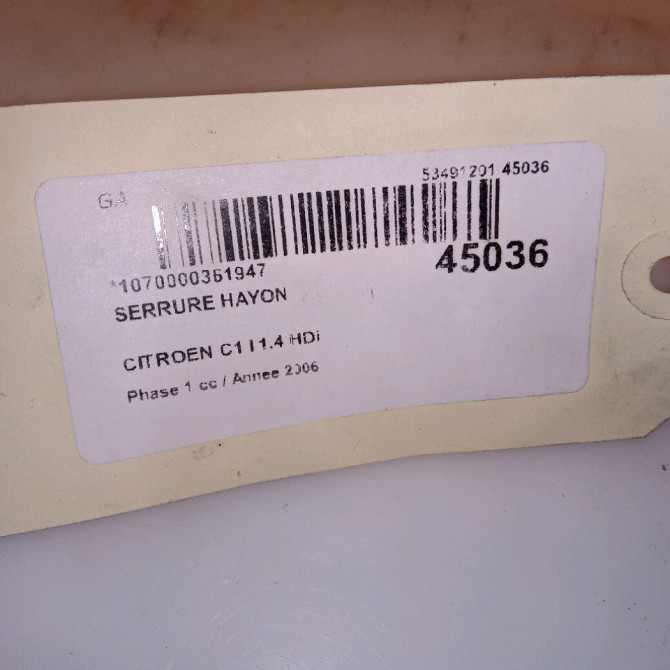 53491201 45036
GA
45036
*1070000361947
SERRURE HAYON
CITROEN C1 I 1.4 HDi
Phase 1 cc / Annee 2006